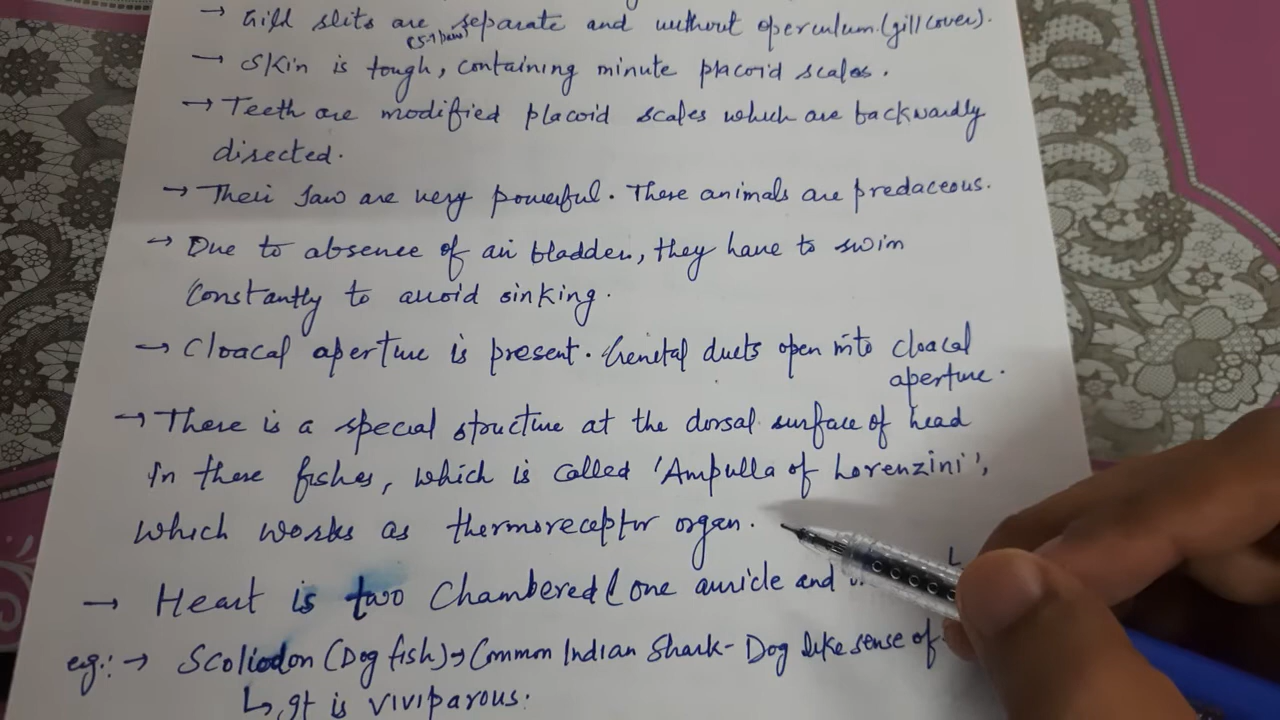 → Gill slits are separate and without operculum.(gill cover).
(5-7 pairs)
→ Skin is tough, containing minute placoid scales.
→ Teeth are modified placoid scales which are backwardly
directed.
→ Their Jaw are very powerful. These animals are predaceous.
→ Due to absence of air bladder, they have to swim
Constantly to avoid sinking.
→ Cloacal aperture is present. Genital ducts open into cloacal
aperture.
→ There is a special structure at the dorsal surface of head
in these fishes, which is called 'Ampulla of Lorenzini',
which works as thermoreceptor organ.
→ Heart is two Chambered (one auricle and
eg:→ Scoliodon (Dog fish)→ Common Indian Shark- Dog like sense of
↳ It is viviparous.